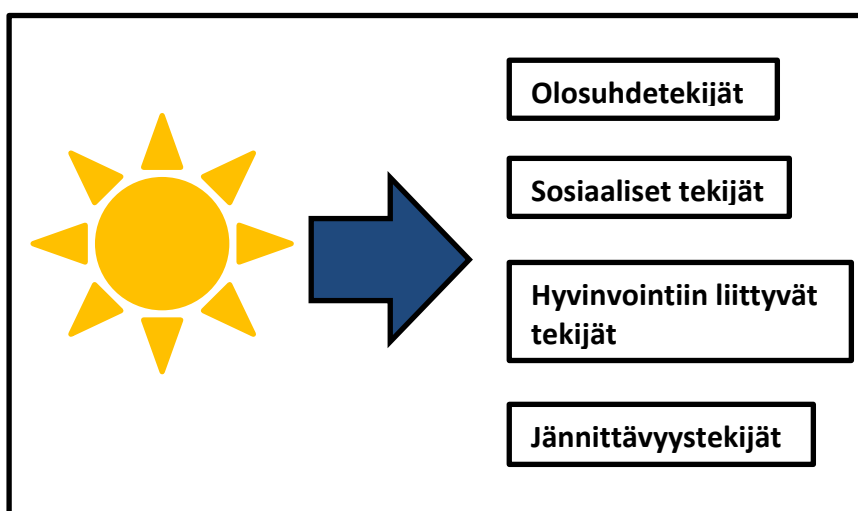 Olosuhdetekijät
Sosiaaliset tekijät
Hyvinvointiin liittyvät
tekijät
Jännittävyystekijät